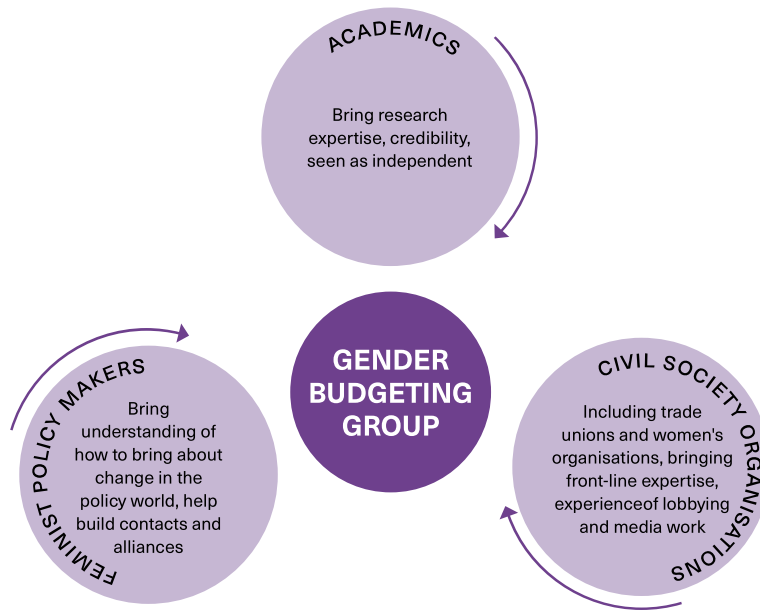 ACADEMICS
Bring research
expertise, credibility,
seen as independent
GENDER
BUDGETING
GROUP
FEMINIST POLICY MAKERS
Bring
understanding of
how to bring about
change in the
policy world, help
build contacts and
alliances
CIVIL SOCIETY ORGANISATIONS
Including trade
unions and women's
organisations, bringing
front-line expertise,
experienceof lobbying
and media work